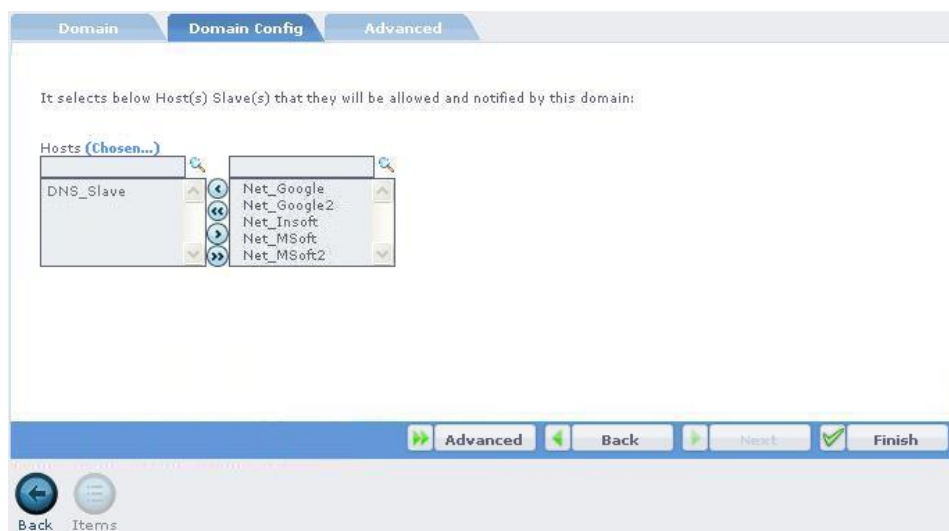 Domain Domain Config Advanced
It selects below Host(s) Slave(s) that they will be allowed and notified by this domain:
Hosts (Chosen...)
DNS_Slave
Net_Google
Net_Google2
Net_Insoft
Net_MSoft
Net_MSoft2
Advanced Back Next Finish
Back Items